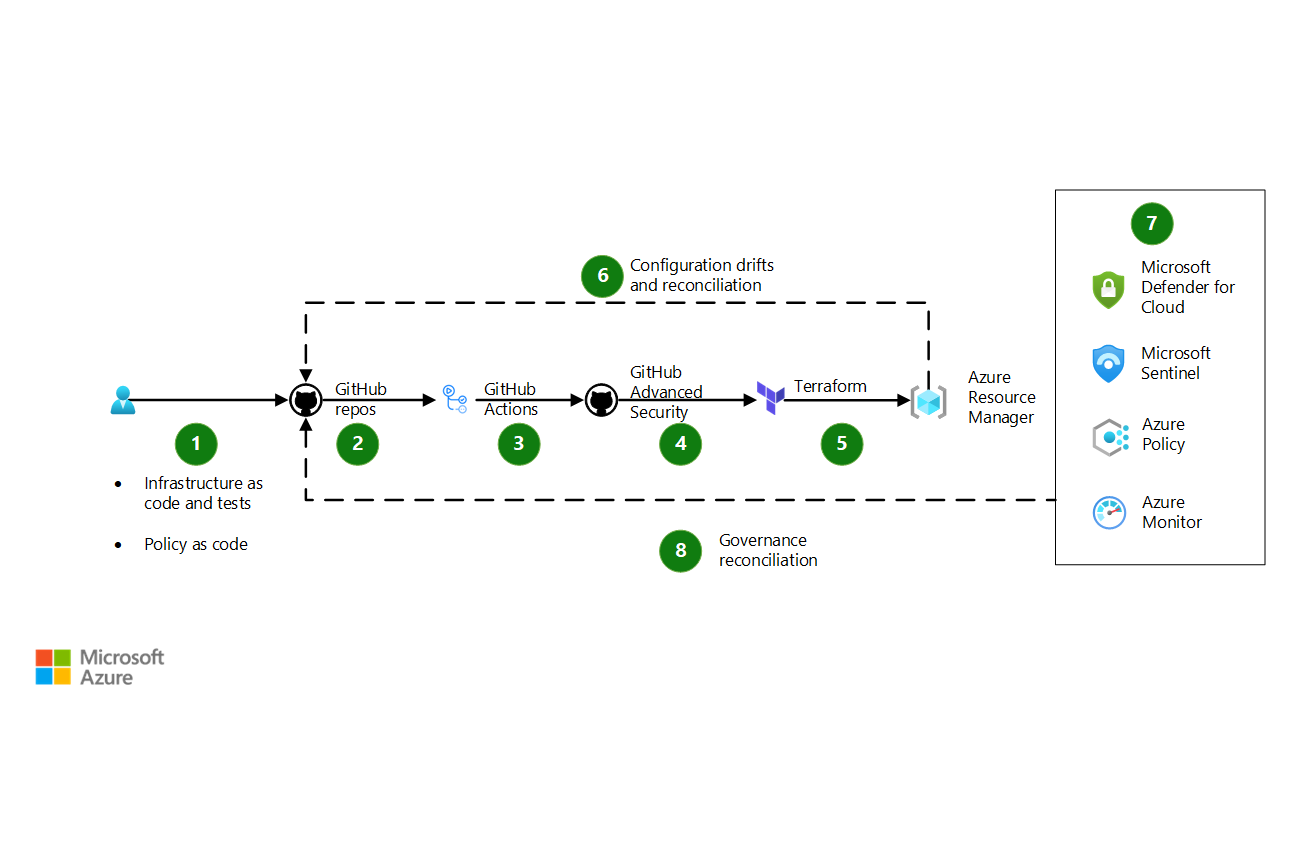 7
Microsoft
Defender for
Cloud
Microsoft
Sentinel
Azure
Policy
Azure
Monitor
6
Configuration drifts
and reconciliation
GitHub
repos
GitHub
Actions
GitHub
Advanced
Security
Terraform
Azure
Resource
Manager
1
2
3
4
5
• Infrastructure as
code and tests
• Policy as code
8
Governance
reconciliation
Microsoft
Azure